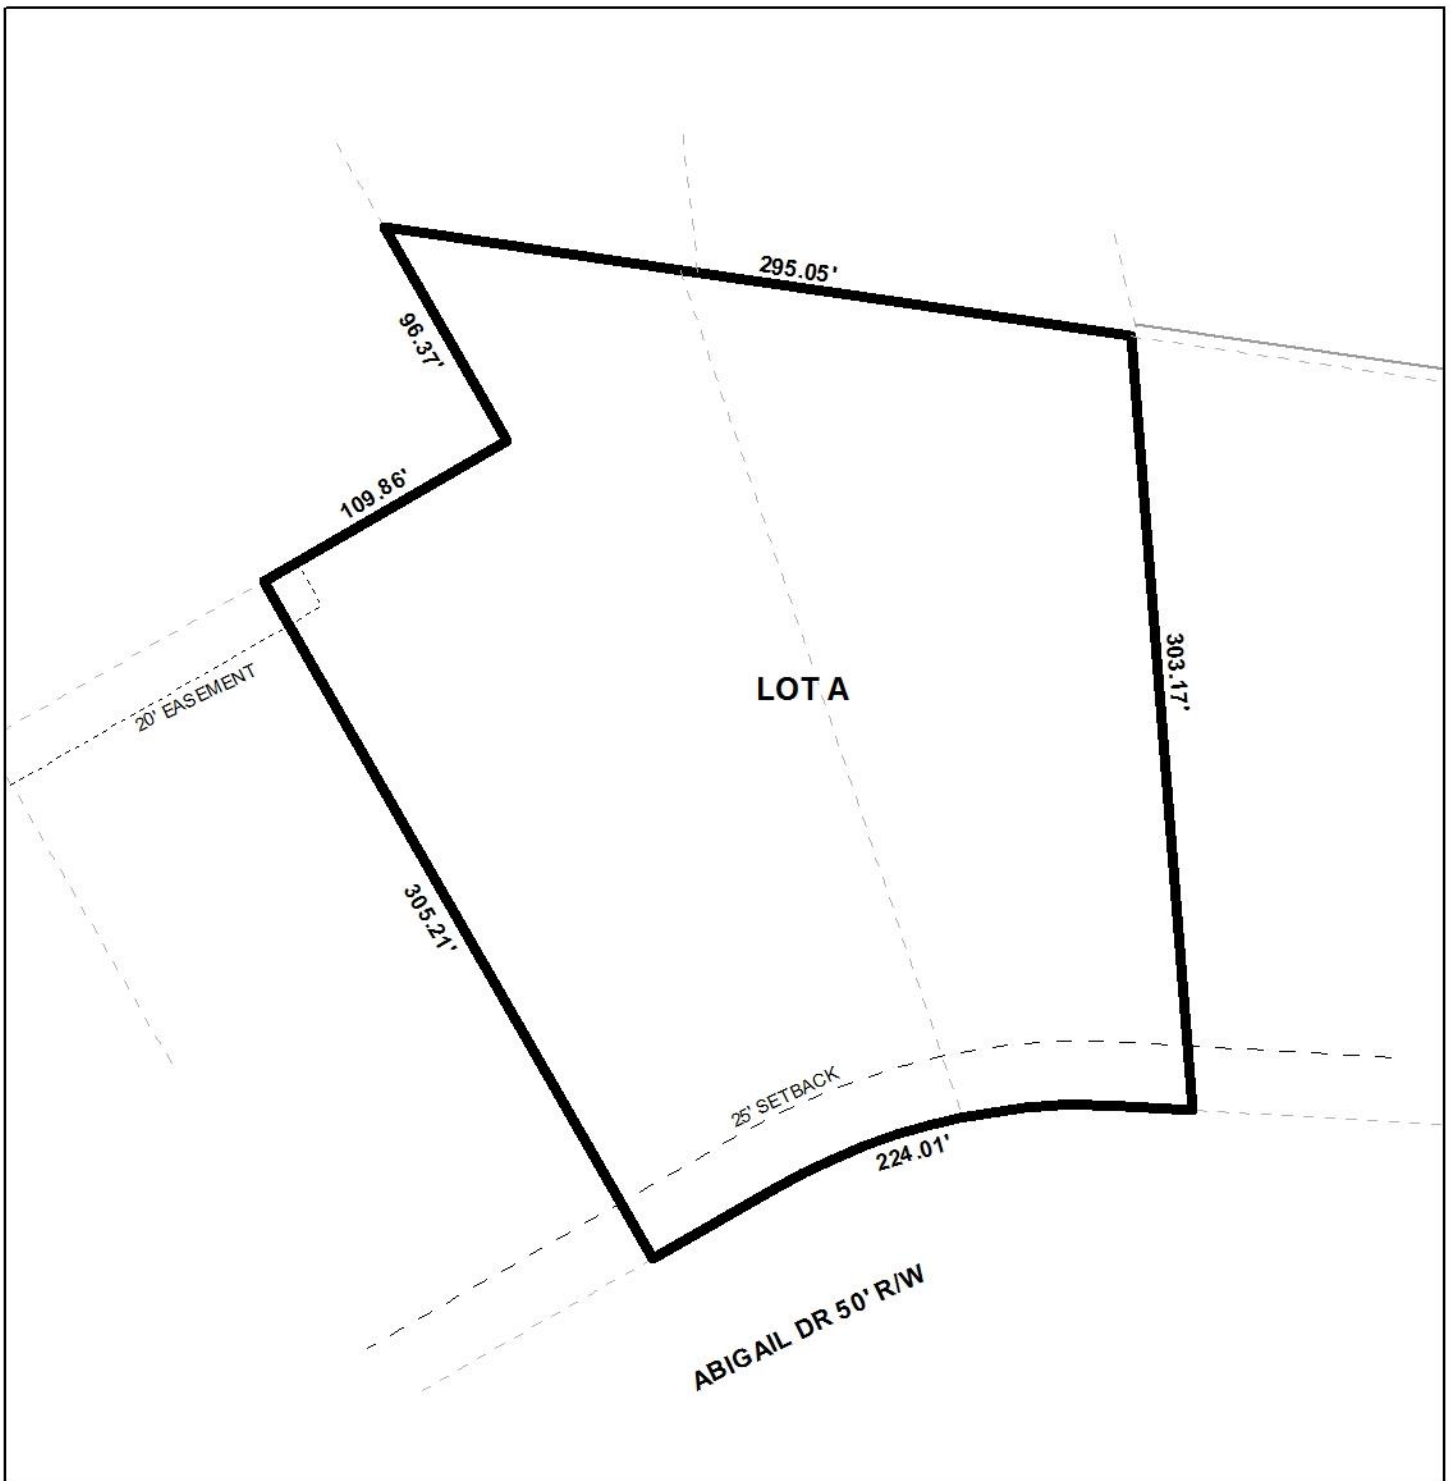 295.05'
96.37'
109.86'
303.17'
20' EASEMENT
LOT A
305.21'
25' SETBACK
224.01'
ABIGAIL DR 50' R/W